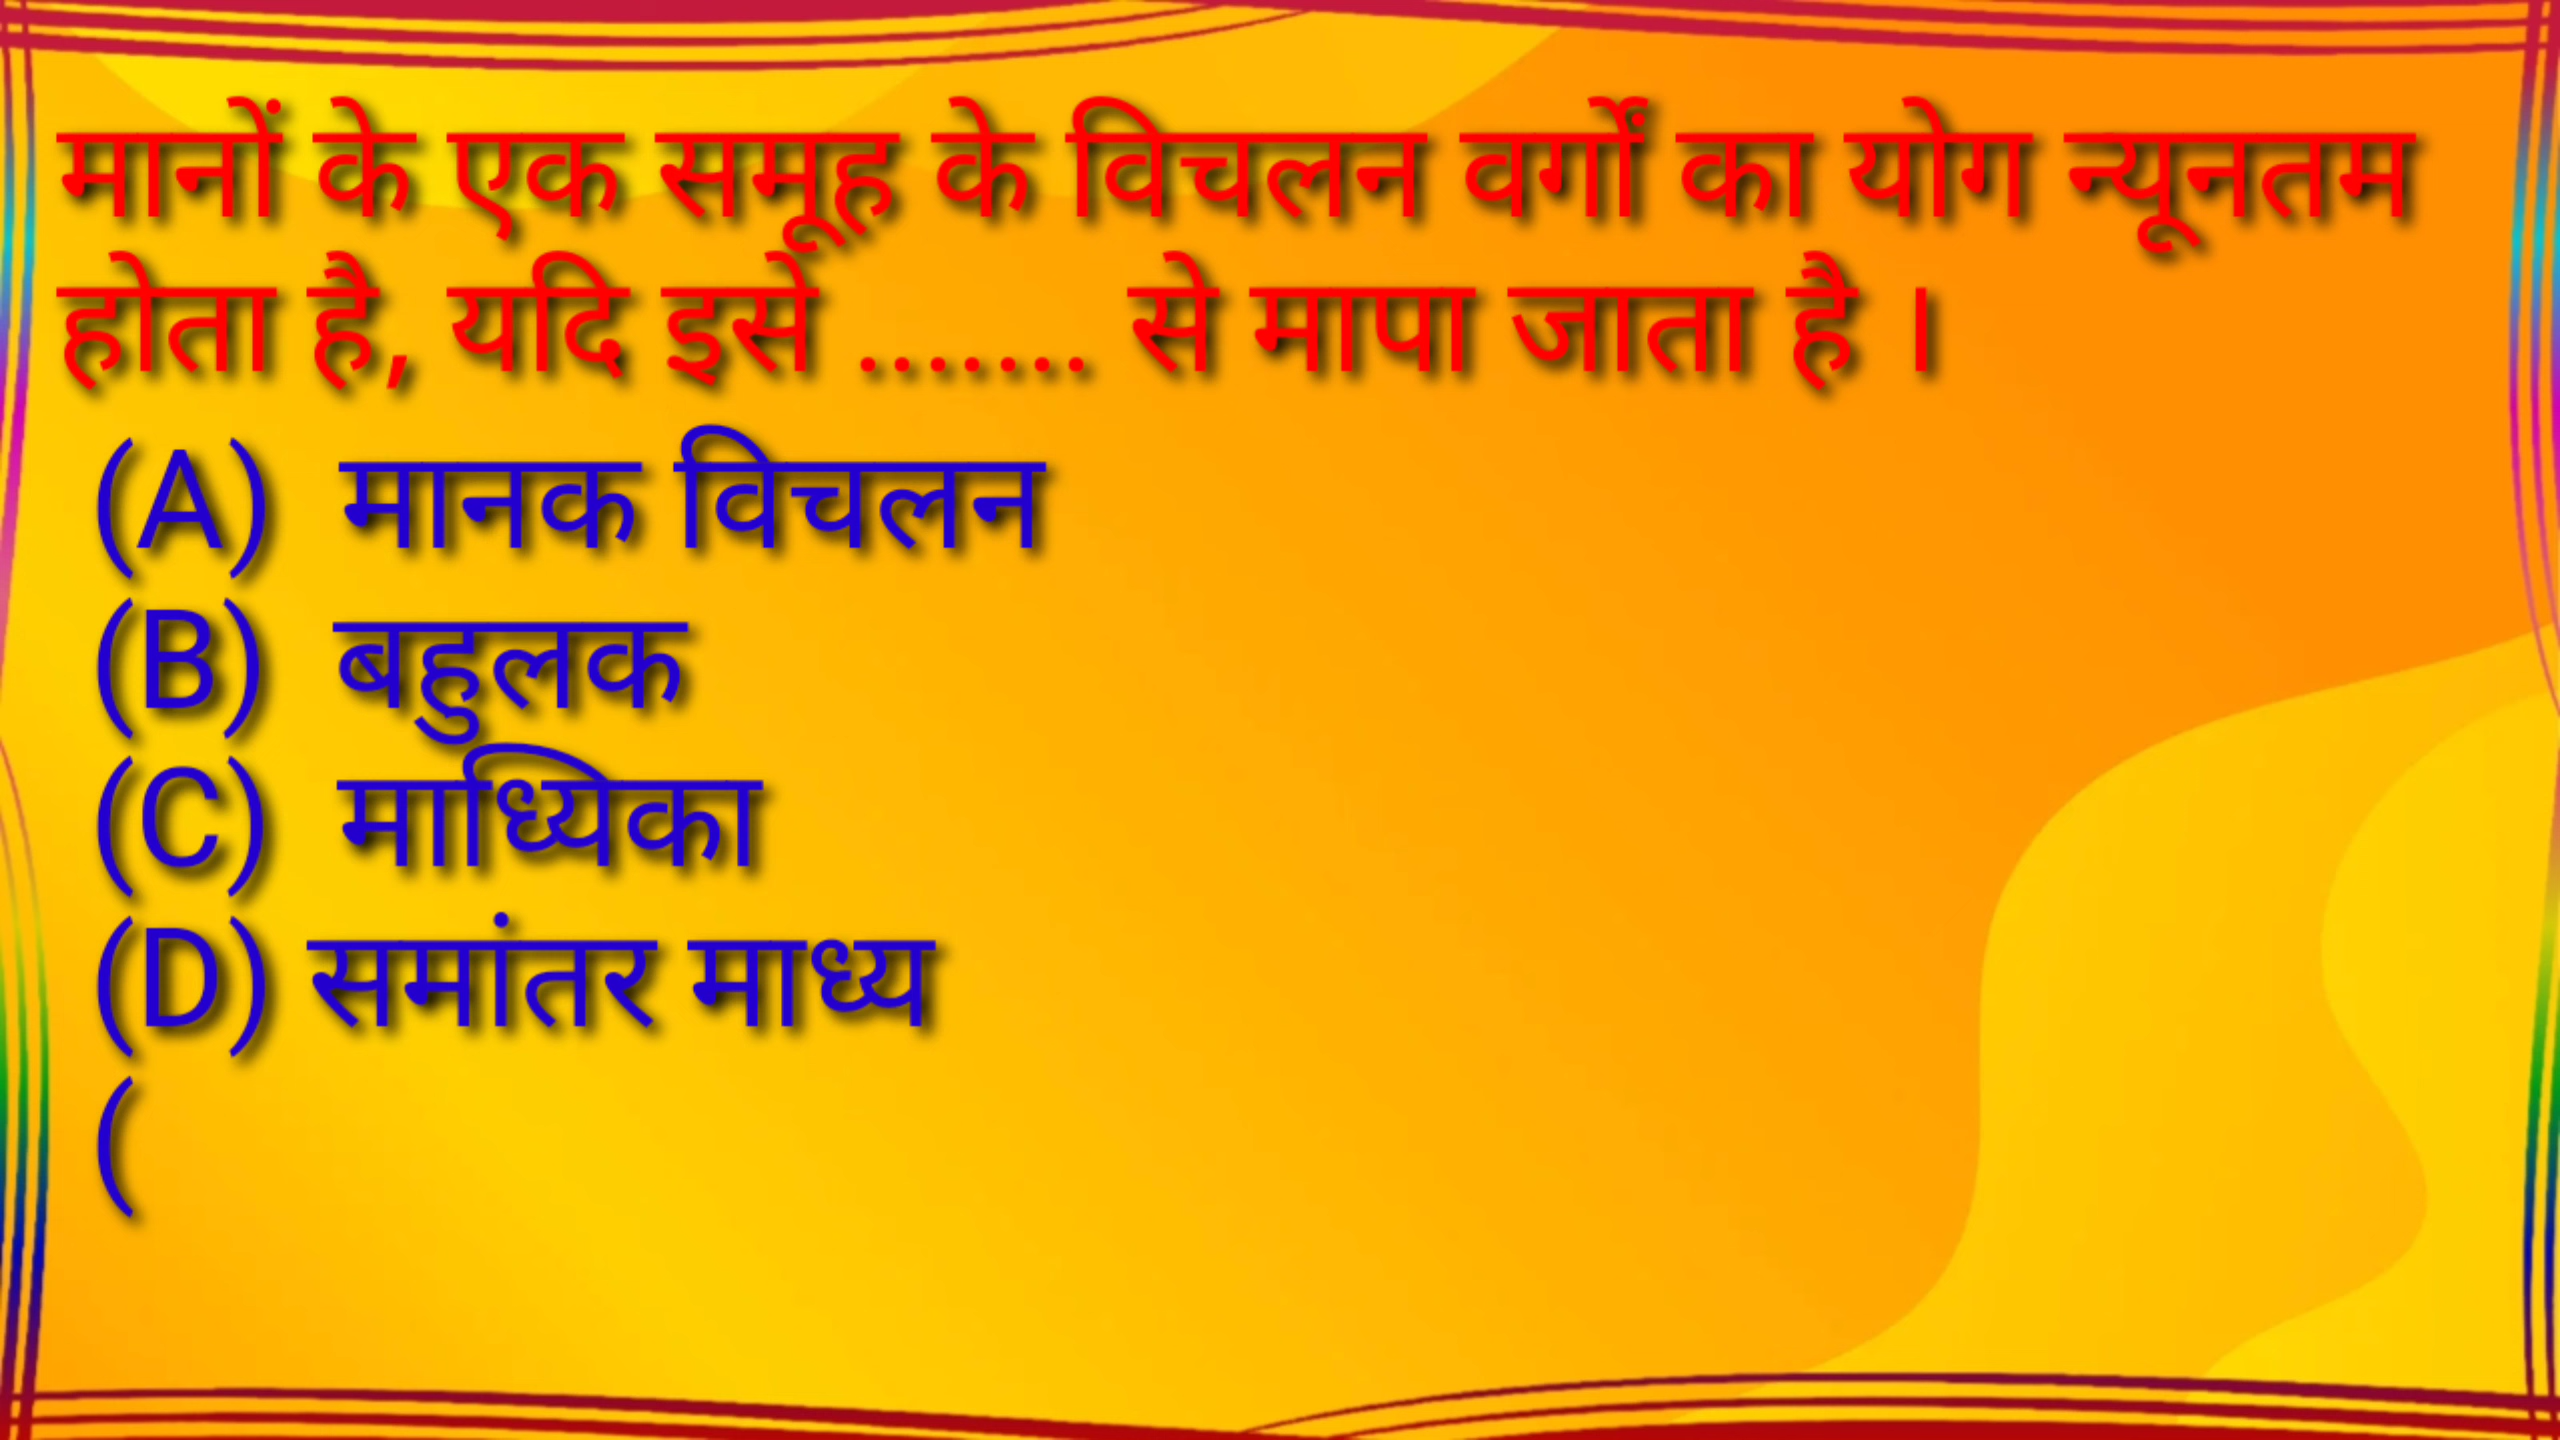 मानों के एक समूह के विचलन वर्गों का योग न्यूनतम
होता है, यदि इसे ....... से मापा जाता है ।
(A) मानक विचलन
(B) बहुलक
(C) माध्यिका
(D) समांतर माध्य
(